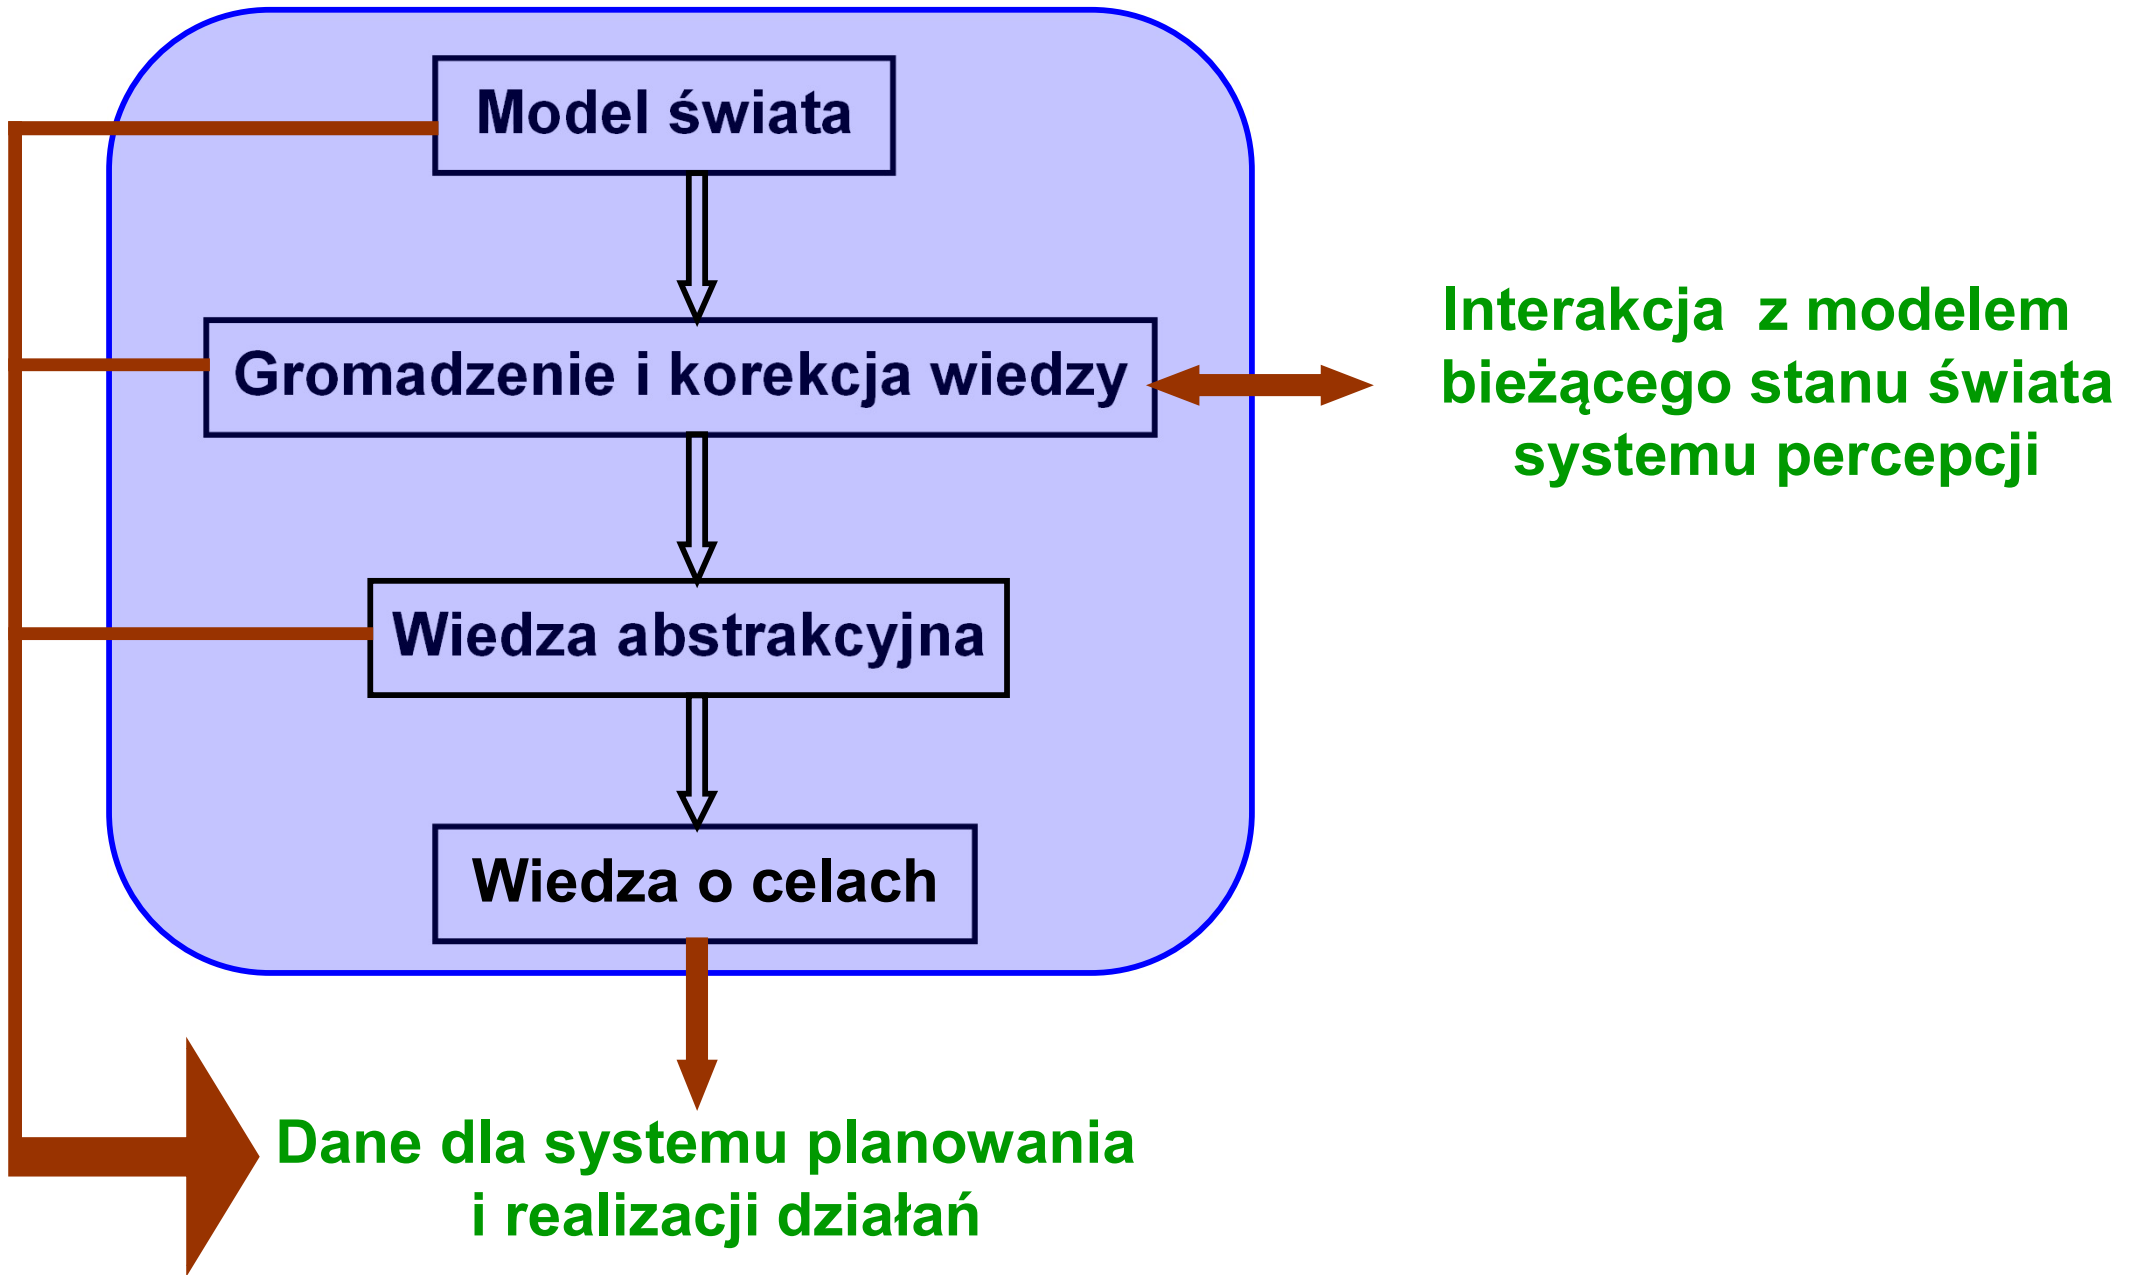 Model świata
Gromadzenie i korekcja wiedzy
Interakcja z modelem
bieżącego stanu świata
systemu percepcji
Wiedza abstrakcyjna
Wiedza o celach
Dane dla systemu planowania
i realizacji działań